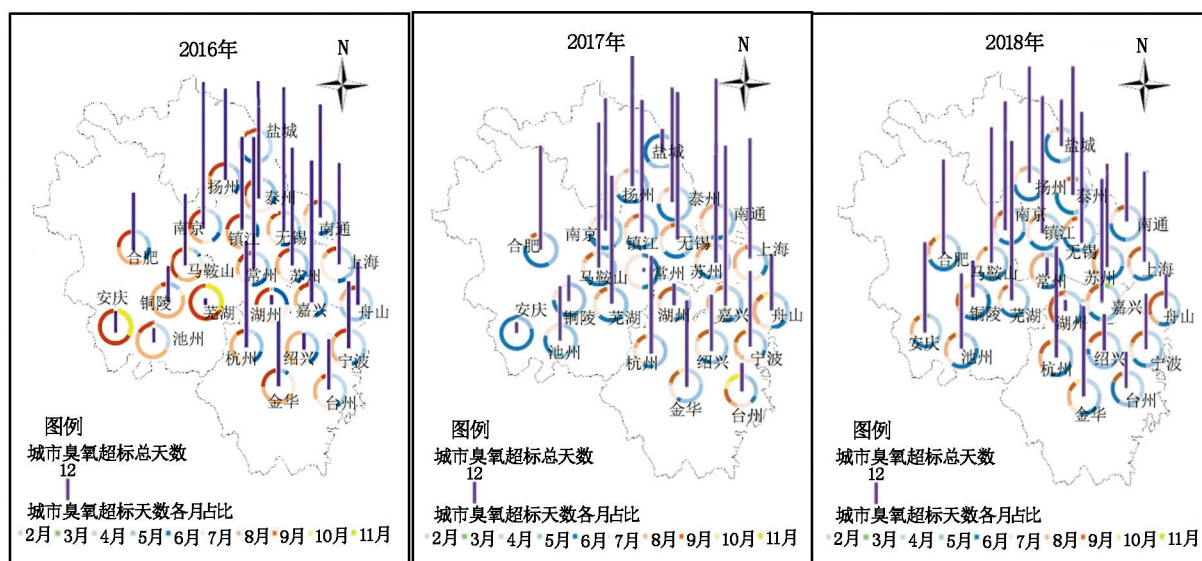 2016年
N
盐城
扬州
泰州
南京
镇江
无锡
南通
合肥
马鞍山
常州
苏州
上海
安庆
铜陵
芜湖
湖州
嘉兴
舟山
池州
杭州
绍兴
宁波
金华
台州
图例
城市臭氧超标总天数
12
城市臭氧超标天数各月占比
2月 3月 4月 5月 6月 7月 8月 9月 10月 11月
2017年
N
盐城
扬州
泰州
南通
南京
镇江
无锡
合肥
上海
马鞍山
常州
苏州
安庆
铜陵
芜湖
湖州
嘉兴
舟山
池州
杭州
绍兴
宁波
金华
台州
图例
城市臭氧超标总天数
12
城市臭氧超标天数各月占比
2月 3月 4月 5月 6月 7月 8月 9月 10月 11月
2018年
N
盐城
扬州
泰州
南京
镇江
南通
无锡
合肥
马鞍山
常州
苏州
上海
铜陵
芜湖
湖州
嘉兴
舟山
安庆
池州
杭州
绍兴
宁波
金华
台州
图例
城市臭氧超标总天数
12
城市臭氧超标天数各月占比
2月 3月 4月 5月 6月 7月 8月 9月 10月 11月